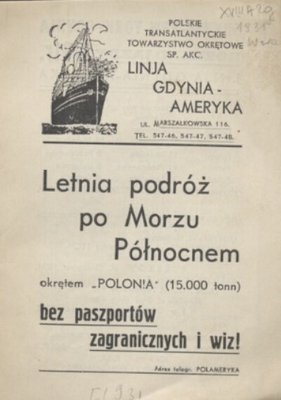 POLSKIE
TRANSATLANTYCKIE
TOWARZYSTWO OKRĘTOWE
SP. AKC.
LINJA
GDYNIA-
AMERYKA
UL. MARSZAŁKOWSKA 116.
TEL. 547-46, 547-47, 547-48.
Letnia podróż
po Morzu
Północnem
okrętem „POLONIA" (15.000 tonn)
bez paszportów
zagranicznych i wiz!
Adres telegr. POLAMERYKA